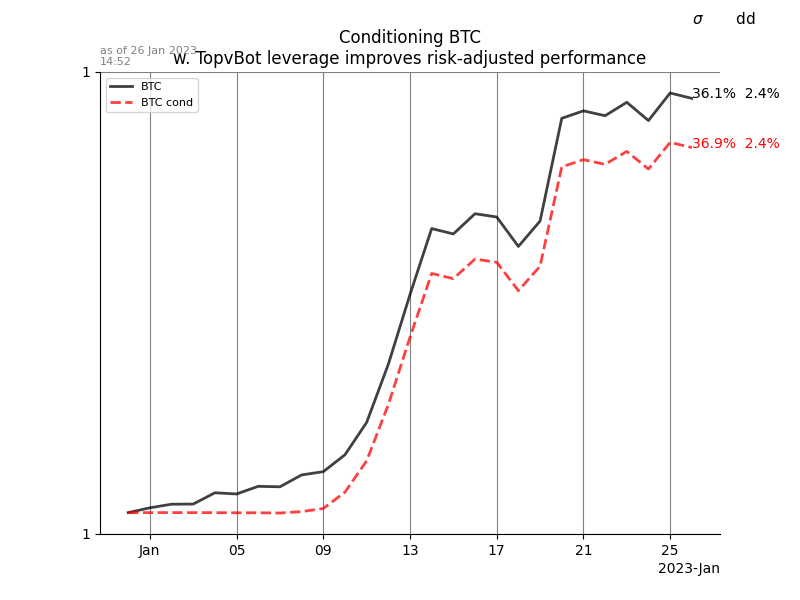 σ dd
Conditioning BTC
as of 26 Jan 2023
w. TopvBot leverage improves risk-adjusted performance
14:52
1
BTC
BTC cond
36.1% 2.4%
36.9% 2.4%
1
Jan 05 09 13 17 21 25
2023-Jan